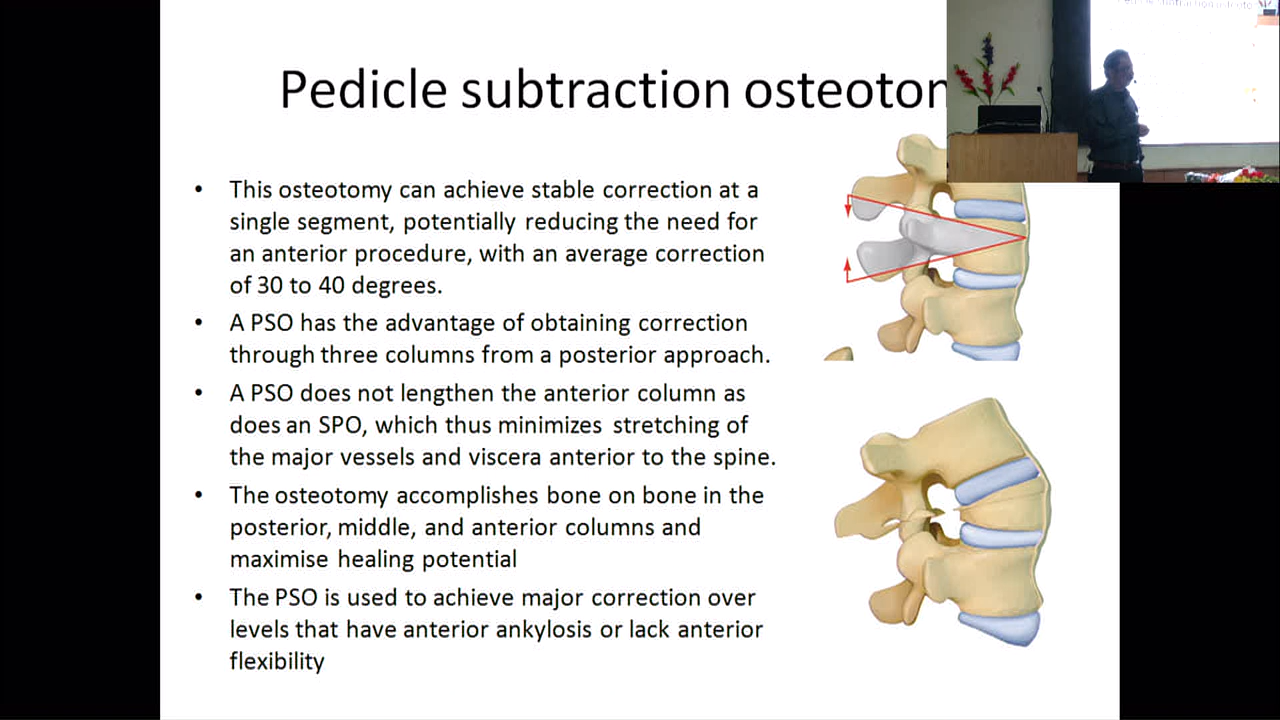 Pedicle subtraction osteoton
• This osteotomy can achieve stable correction at a
single segment, potentially reducing the need for
an anterior procedure, with an average correction
of 30 to 40 degrees.
• A PSO has the advantage of obtaining correction
through three columns from a posterior approach.
• A PSO does not lengthen the anterior column as
does an SPO, which thus minimizes stretching of
the major vessels and viscera anterior to the spine.
• The osteotomy accomplishes bone on bone in the
posterior, middle, and anterior columns and
maximise healing potential
• The PSO is used to achieve major correction over
levels that have anterior ankylosis or lack anterior
flexibility